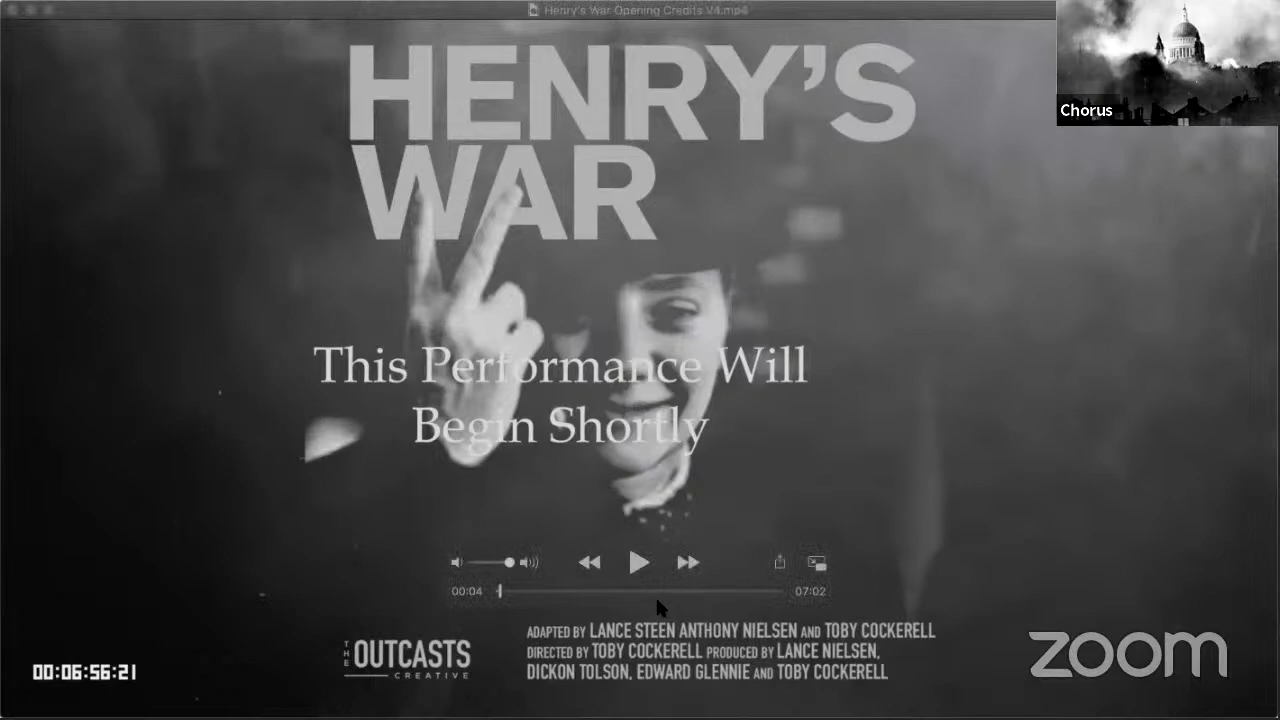 Henry's War Opening Credits V4.mp4
HENRY'S
WAR
Chorus
This Performance Will
Begin Shortly
00:04
07:02
THE OUTCASTS
CREATIVE
ADAPTED BY LANCE STEEN ANTHONY NIELSEN AND TOBY COCKERELL
DIRECTED BY TOBY COCKERELL PRODUCED BY LANCE NIELSEN,
DICKON TOLSON, EDWARD GLENNIE AND TOBY COCKERELL
00:06:56:21
zoom